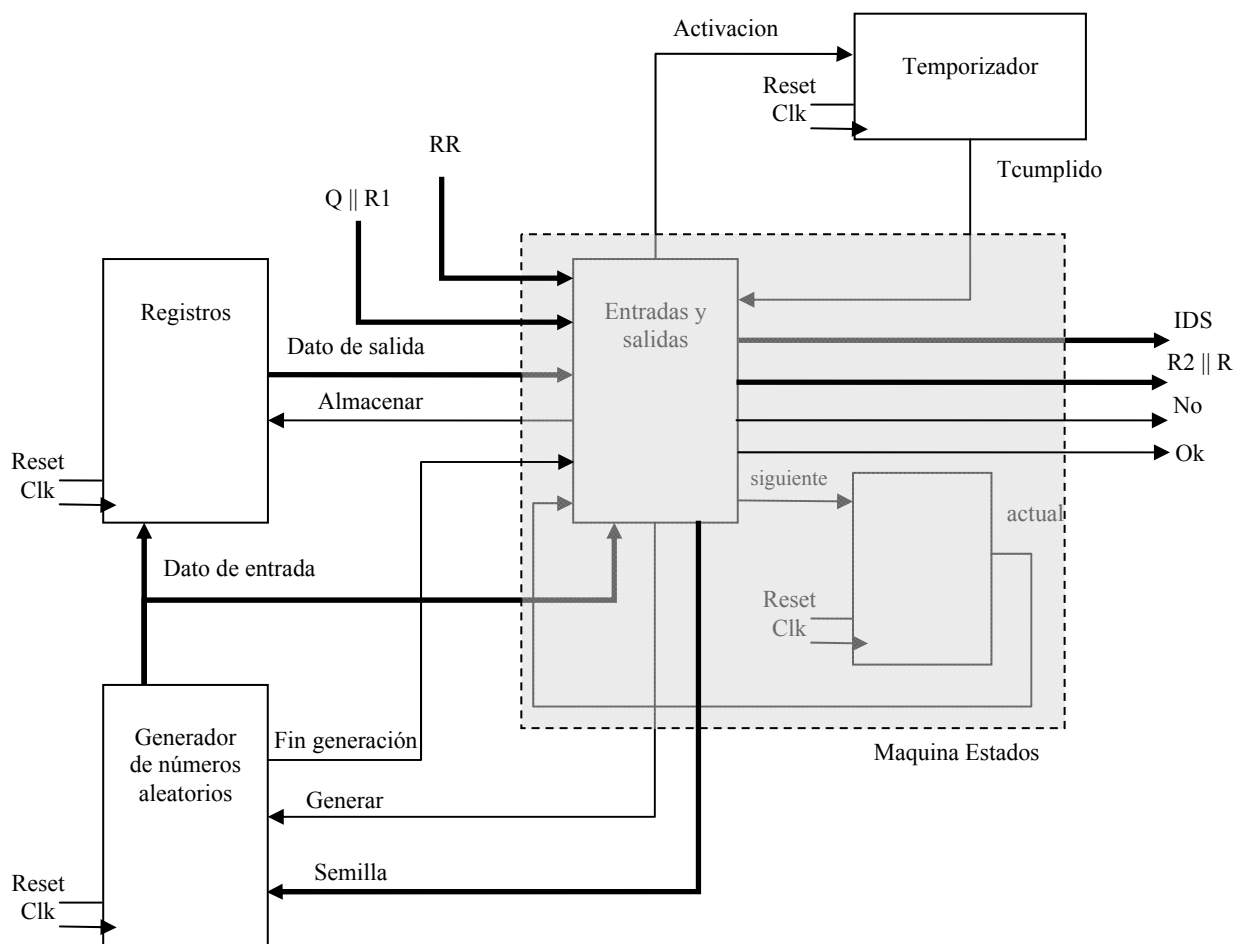 Activacion
Temporizador
Reset
Clk
RR
Tcumplido
Q || R1
Registros
Entradas y
salidas
IDS
Dato de salida
R2 || R
Almacenar
No
Ok
Reset
Clk
siguiente
actual
Dato de entrada
Reset
Clk
Generador
de números
aleatorios
Fin generación
Maquina Estados
Generar
Semilla
Reset
Clk